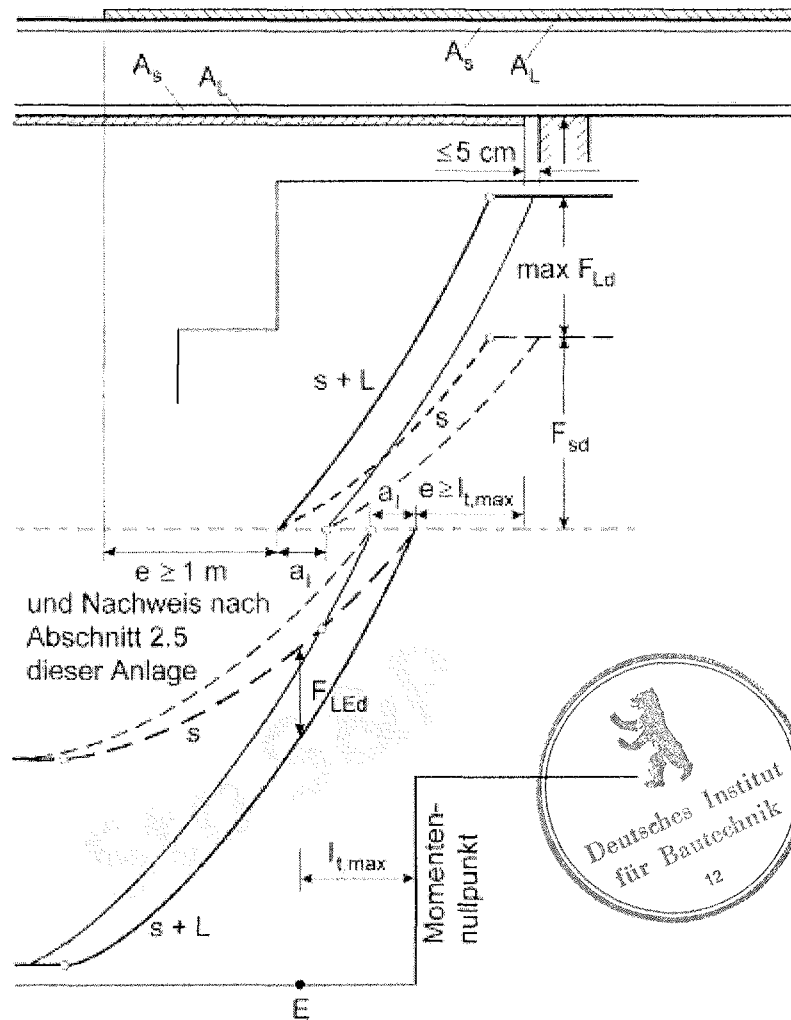 A_s
A_L
A_s
A_L
≤5 cm
max F_Ld
s + L
s
F_sd
a_l
e ≥ l_t,max
e ≥ 1 m
a_l
und Nachweis nach
Abschnitt 2.5
dieser Anlage
F_LEd
s
l_t,max
s + L
Momenten-
nullpunkt
E
Deutsches Institut
für Bautechnik
12